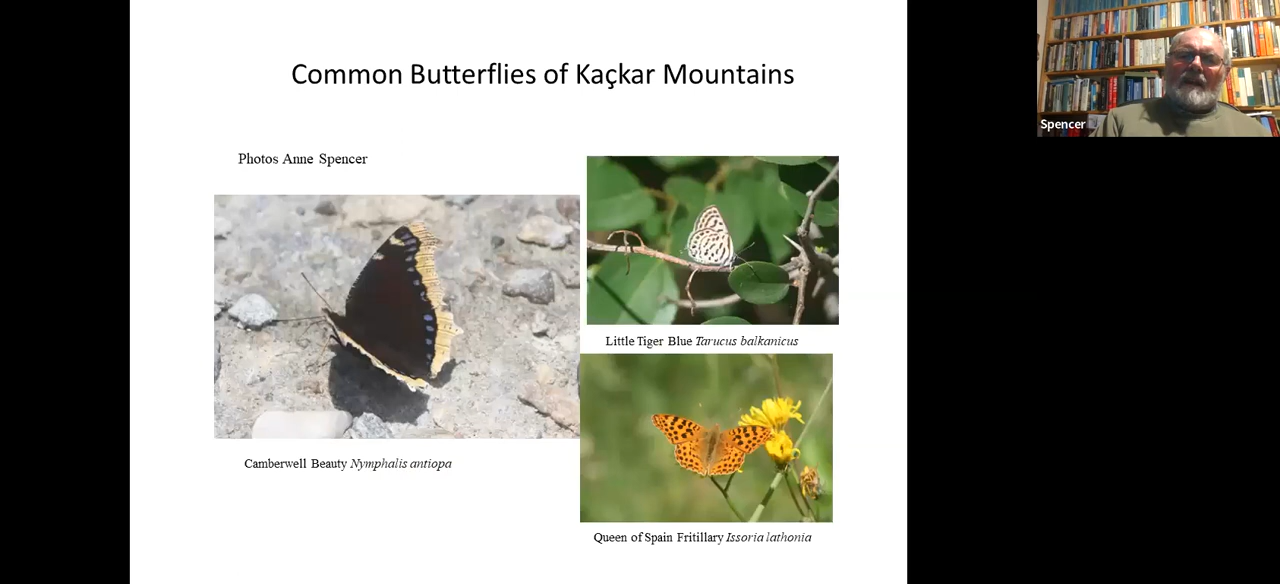 Common Butterflies of Kaçkar Mountains
Spencer
Photos Anne Spencer
Little Tiger Blue Tarucus balkanicus
Camberwell Beauty Nymphalis antiopa
Queen of Spain Fritillary Issoria lathonia